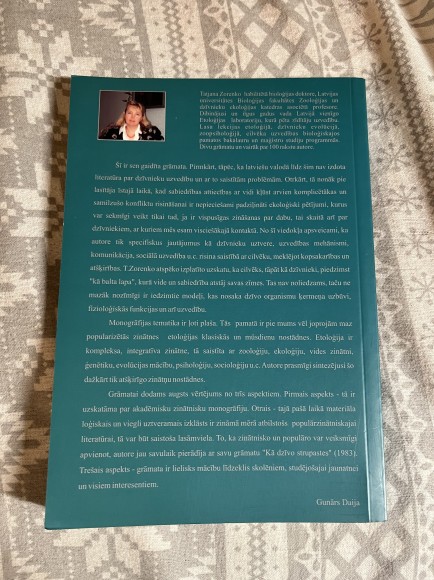 Tatjana Zorenko habilitētā bioloģijas doktore, Latvijas
universitātes Bioloģijas fakultātes Zooloģijas un
dzīvnieku ekoloģijas katedras asociētā profesore.
Dibinājusi un ilgus gadus vada Latvijā vienīgo
Etoloģijas laboratoriju, kurā pēta zīdītāju uzvedību.
Lasa lekcijas etoloģijā, dzīvnieku evolūcijā,
zoopsiholoģijā, cilvēka uzvedības bioloģiskajos
pamatos bakalauru un maģistru studiju programmās.
Divu grāmatu un vairāk par 100 rakstu autore.
Šī ir sen gaidīta grāmata. Pirmkārt, tāpēc, ka latviešu valodā līdz šim nav izdota
literatūra par dzīvnieku uzvedību un ar to saistītām problēmām. Otrkārt, tā nonāk pie
lasītāju īstajā laikā, kad sabiedrības attiecības ar vidi kļūst arvien komplicētākas un
samilzušo konfliktu risināšanai ir nepieciešami padziļināti ekoloģiski pētījumi, kurus
var sekmīgi veikt tikai tad, ja ir vispusīgas zināšanas par dabu, tai skaitā arī par
dzīvniekiem, ar kuriem mēs esam visciešākajā kontaktā. No šī viedokļa apsveicami, ka
autore tik specifiskus jautājumus kā dzīvnieku uztvere, uzvedības mehānismi,
komunikācija, sociālā uzvedība u.c. risina saistībā ar cilvēku, meklējot kopsakarības un
atšķirības. T.Zorenko atspēko izplatīto uzskatu, ka cilvēks, tāpat kā dzīvnieki, piedzimst
"kā balta lapa", kurā vide un sabiedrība atstāj savas zīmes. Tas nav noliedzams, taču ne
mazāk nozīmīgi ir iedzimtie modeļi, kas nosaka dzīvo organismu ķermeņa uzbūvi,
fizioloģiskās funkcijas un arī uzvedību.
Monogrāfijas tematika ir ļoti plaša. Tās pamatā ir pie mums vēl joprojām maz
popularizētās zinātnes etoloģijas klasiskās un mūsdienu nostādnes. Etoloģija ir
kompleksa, integratīva zinātne, tā saistīta ar zooloģiju, ekoloģiju, vides zinātni,
ģenētiku, evolūcijas mācību, psiholoģiju, socioloģiju u.c. Autore prasmīgi sintezējusi šo
dažkārt tik atšķirīgo zinātņu nostādnes.
Grāmatai dodams augsts vērtējums no trīs aspektiem. Pirmais aspekts - tā ir
uzskatāma par akadēmisku zinātnisku monogrāfiju. Otrais - tajā pašā laikā materiāla
loģiskais un viegli uztveramais izklāsts ir zināmā mērā atbilstošs populārzinātniskajai
literatūrai, tā var būt saistoša lasāmviela. To, ka zinātnisko un populāro var veiksmīgi
apvienot, autore jau savulaik pierādīja ar savu grāmatu "Kā dzīvo strupastes" (1983).
Trešais aspekts - grāmata ir lielisks mācību līdzeklis skolēniem, studējošajai jaunatnei
un visiem interesentiem.
Gunārs Daija